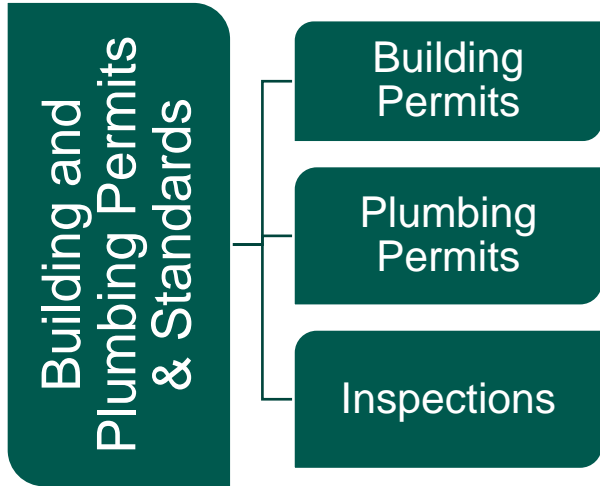 Building and
Plumbing Permits
& Standards
Building
Permits
Plumbing
Permits
Inspections